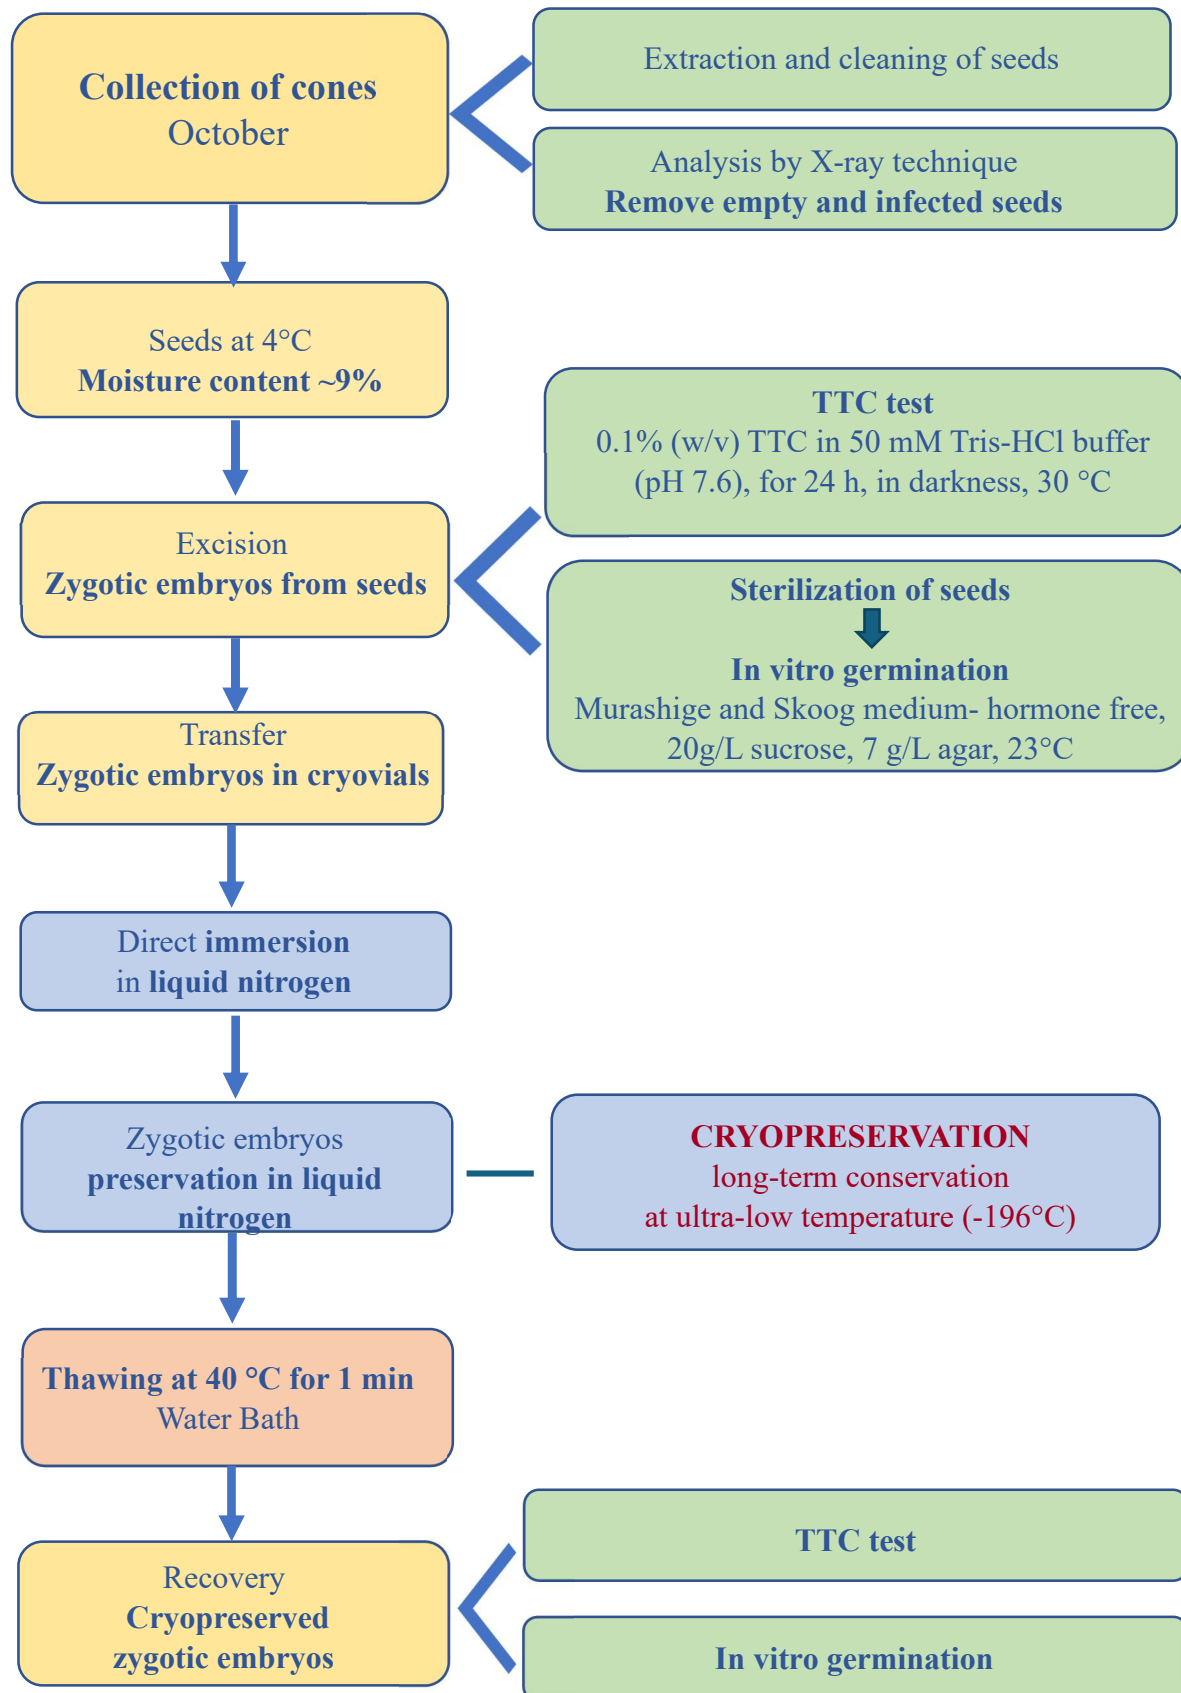 Collection of cones
October
Extraction and cleaning of seeds
Analysis by X-ray technique
Remove empty and infected seeds
Seeds at 4°C
Moisture content ~9%
TTC test
0.1% (w/v) TTC in 50 mM Tris-HCl buffer
(pH 7.6), for 24 h, in darkness, 30 °C
Excision
Zygotic embryos from seeds
Sterilization of seeds
In vitro germination
Murashige and Skoog medium- hormone free,
20g/L sucrose, 7 g/L agar, 23°C
Transfer
Zygotic embryos in cryovials
Direct immersion
in liquid nitrogen
Zygotic embryos
preservation in liquid
nitrogen
CRYOPRESERVATION
long-term conservation
at ultra-low temperature (-196°C)
Thawing at 40 °C for 1 min
Water Bath
Recovery
Cryopreserved
zygotic embryos
TTC test
In vitro germination